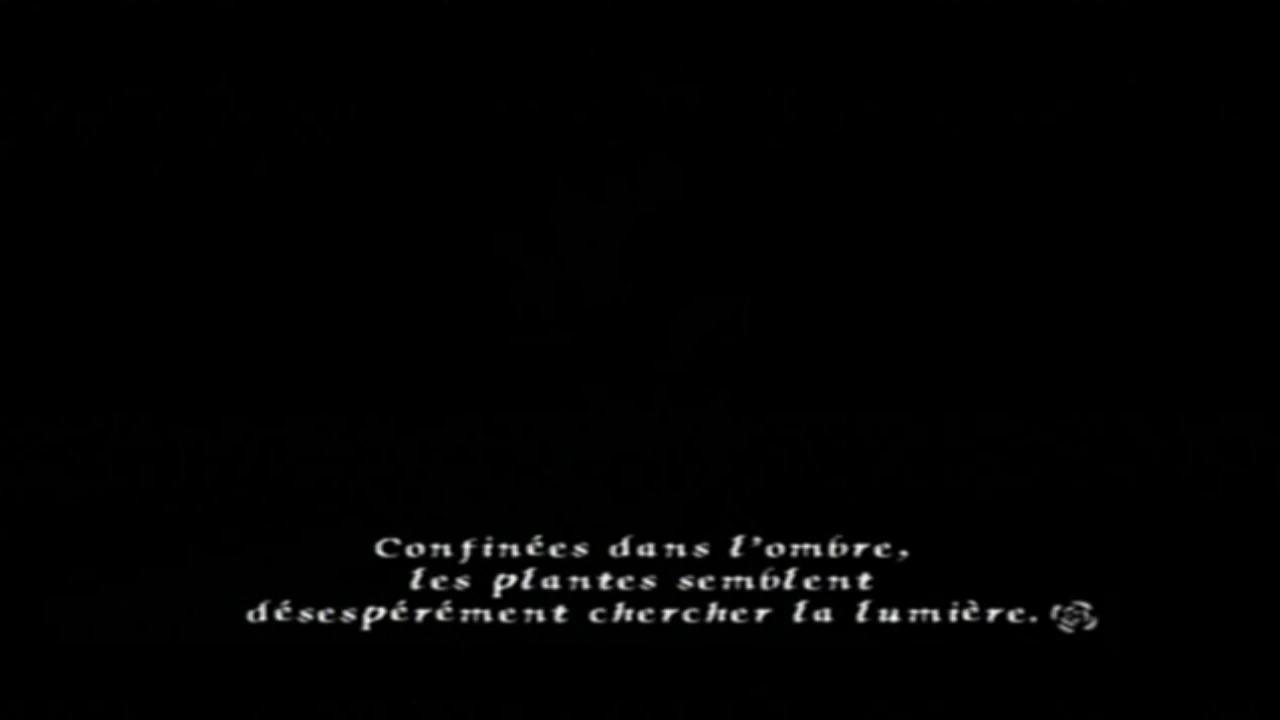 Confinées dans l'ombre,
les plantes semblent
désespérément chercher la lumière.